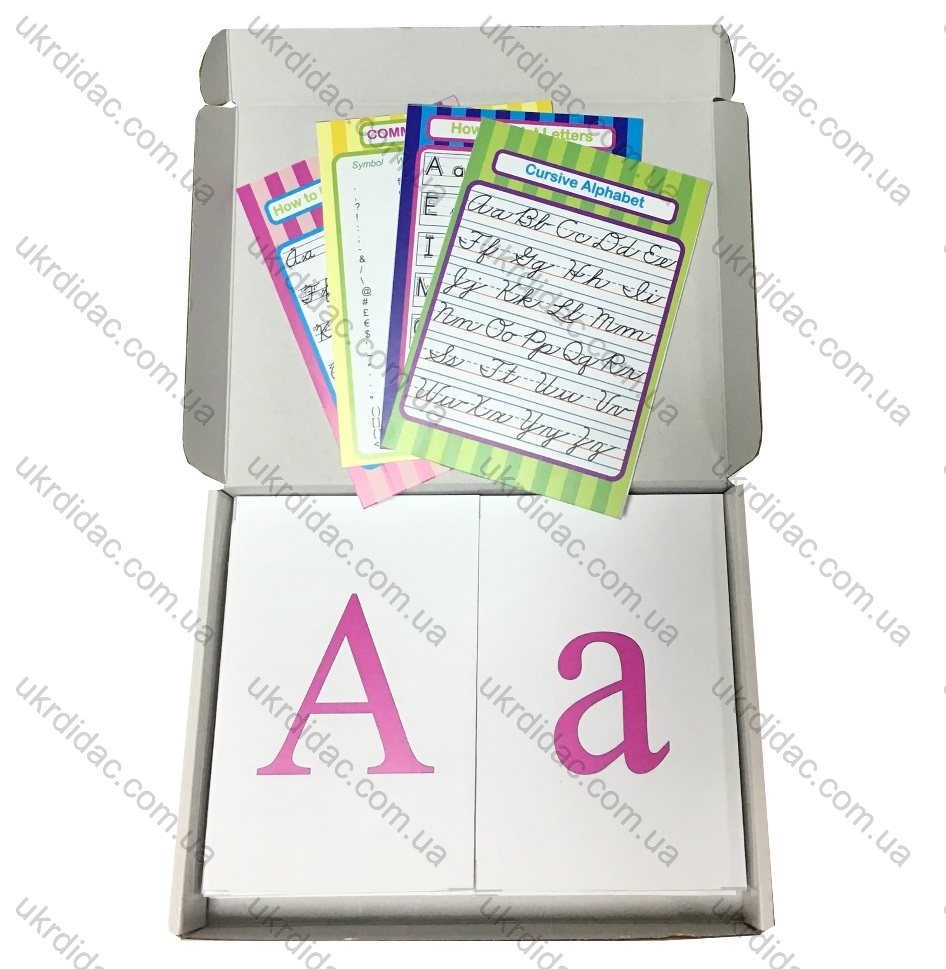 How to
Aa
K
COMM
Symbol
.
?
!
:
;
&
/
\
@
#
£
€
$
How
Letters
A a
E
I
M
Cursive Alphabet
Aa Bb Cc Dd Ee
Ff Gg Hh Ii
Jj Kk Ll Mm
Nn Oo Pp Qq Rr
Ss Tt Uu Vv
Ww Xx Yy Zz
A a
ukrdidac.com.ua